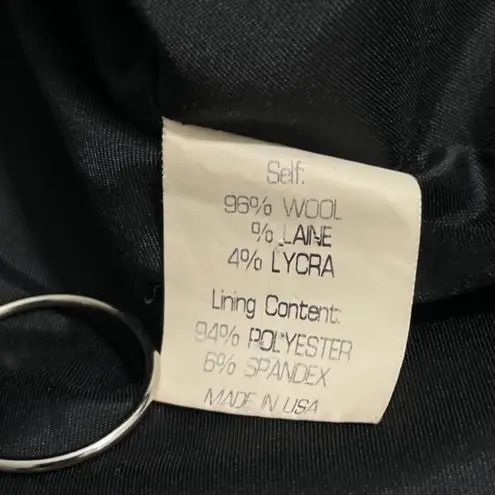 Self:
96% WOOL
% LAINE
4% LYCRA
Lining Content:
94% POLYESTER
6% SPANDEX
MADE IN USA